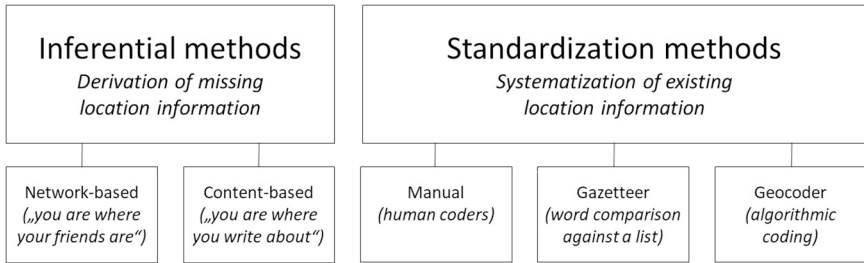 Inferential methods
Derivation of missing
location information
Standardization methods
Systematization of existing
location information
Network-based
(„you are where
your friends are“)
Content-based
(„you are where
you write about“)
Manual
(human coders)
Gazetteer
(word comparison
against a list)
Geocoder
(algorithmic
coding)